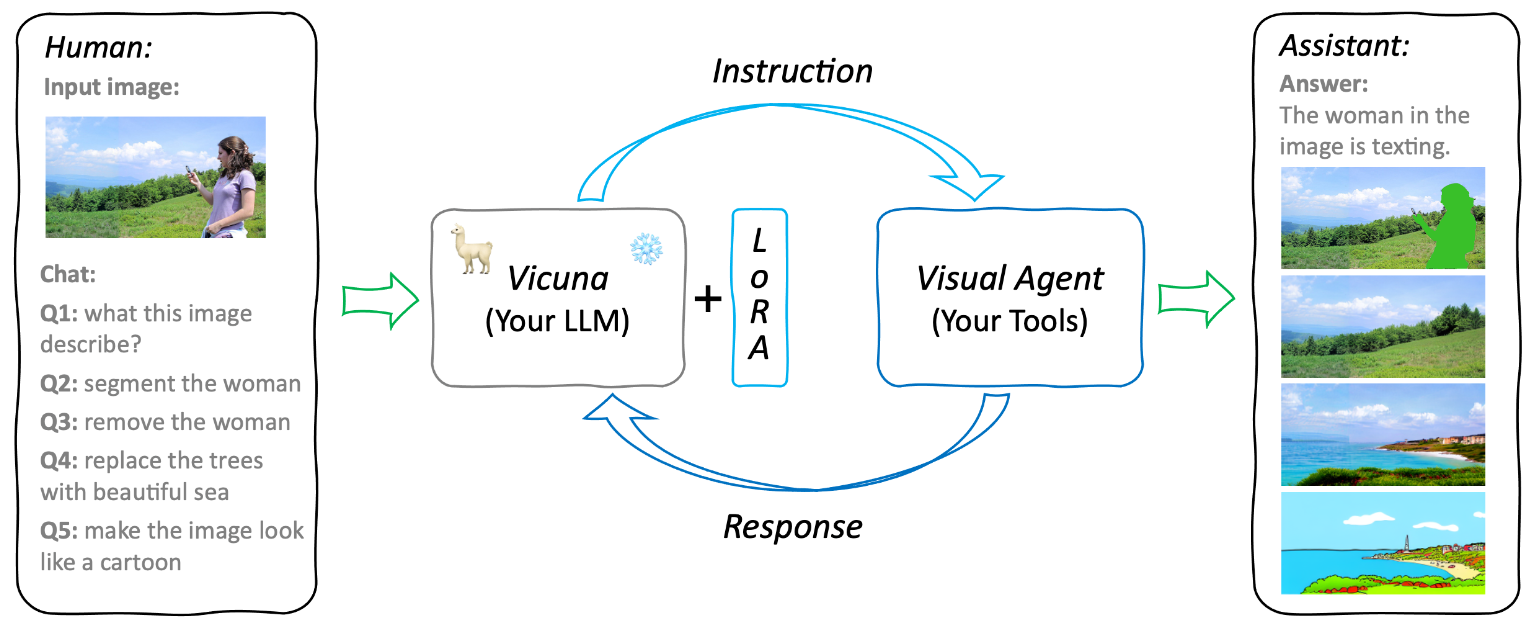 Human:
Input image:
Chat:
Q1: what this image
describe?
Q2: segment the woman
Q3: remove the woman
Q4: replace the trees
with beautiful sea
Q5: make the image look
like a cartoon
Instruction
Vicuna
(Your LLM)
+
L
o
R
A
Visual Agent
(Your Tools)
Response
Assistant:
Answer:
The woman in the
image is texting.